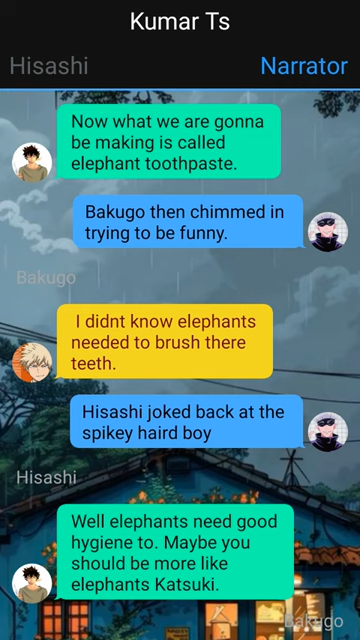 Kumar Ts
Hisashi
Narrator
Now what we are gonna
be making is called
elephant toothpaste.
Bakugo then chimmed in
trying to be funny.
Bakugo
I didnt know elephants
needed to brush there
teeth.
Hisashi joked back at the
spikey haird boy
Hisashi
Well elephants need good
hygiene to. Maybe you
should be more like
elephants Katsuki.
Bakugo